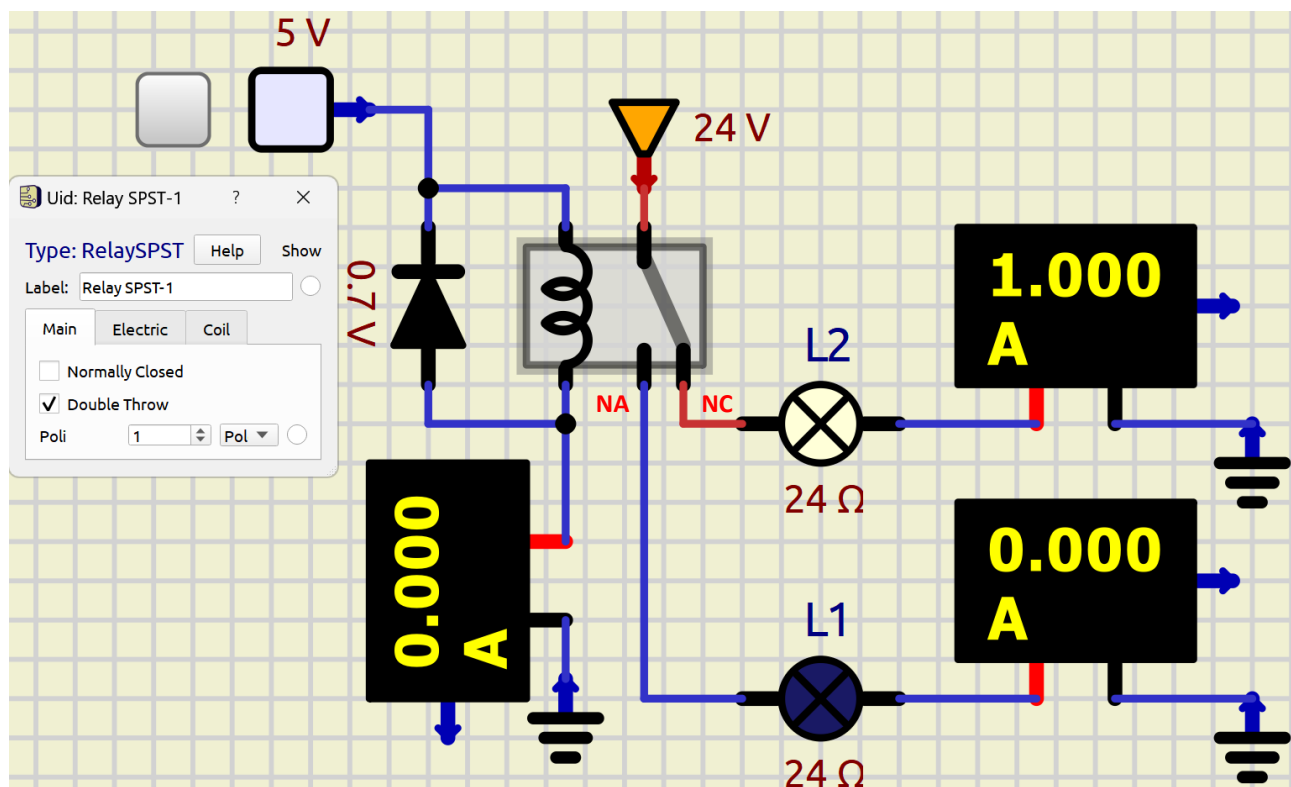 5 V
24 V
Uid: Relay SPST-1 ?
Type: RelaySPST Help Show
Label: Relay SPST-1
Main Electric Coil
Normally Closed
Double Throw
Poli 1 Pol
0.7 V
NA NC
L2
24 Ω
1.000
A
0.000
A
L1
24 Ω
0.000
A